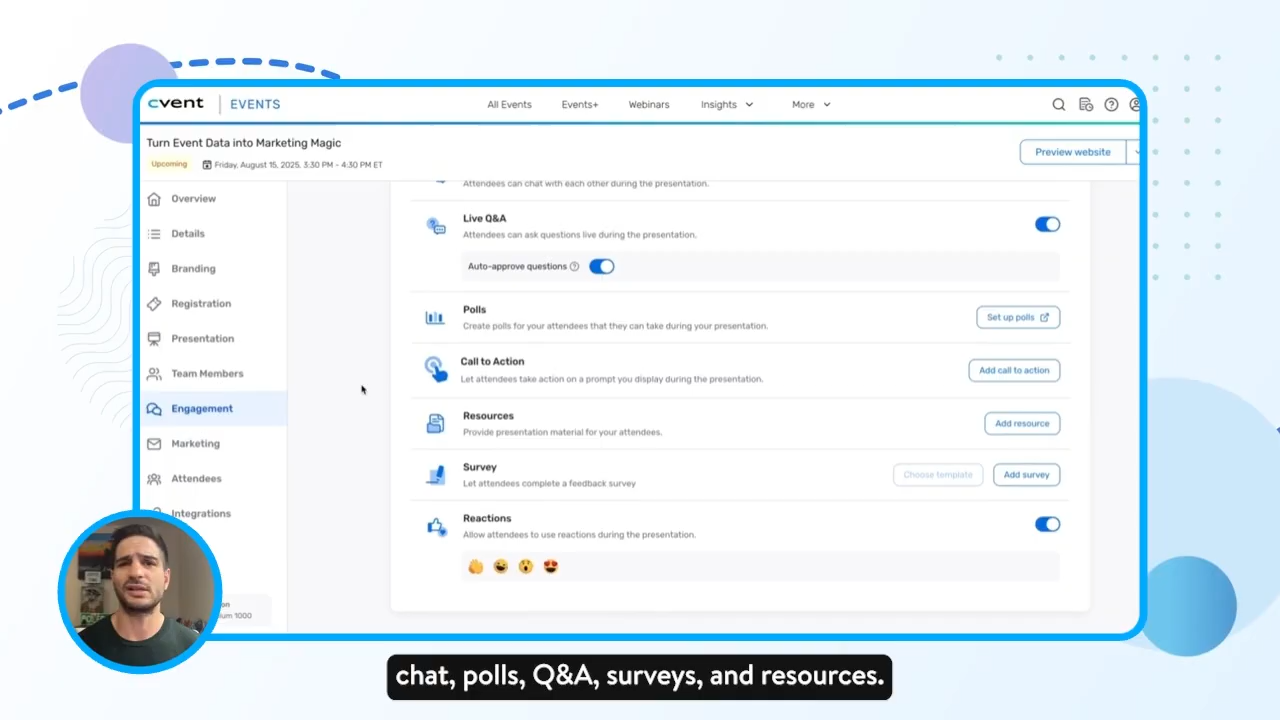 cvent EVENTS All Events Events+ Webinars Insights More
Turn Event Data into Marketing Magic
Upcoming Friday, August 15, 2025, 3:30 PM - 4:30 PM ET
Preview website
Overview
Details
Branding
Registration
Presentation
Team Members
Engagement
Marketing
Attendees
Integrations
on
um 1000
Attendees can chat with each other during the presentation.
Live Q&A
Attendees can ask questions live during the presentation.
Auto-approve questions
Polls
Create polls for your attendees that they can take during your presentation.
Set up polls
Call to Action
Let attendees take action on a prompt you display during the presentation.
Add call to action
Resources
Provide presentation material for your attendees.
Add resource
Survey
Let attendees complete a feedback survey
Choose template Add survey
Reactions
Allow attendees to use reactions during the presentation.
chat, polls, Q&A, surveys, and resources.